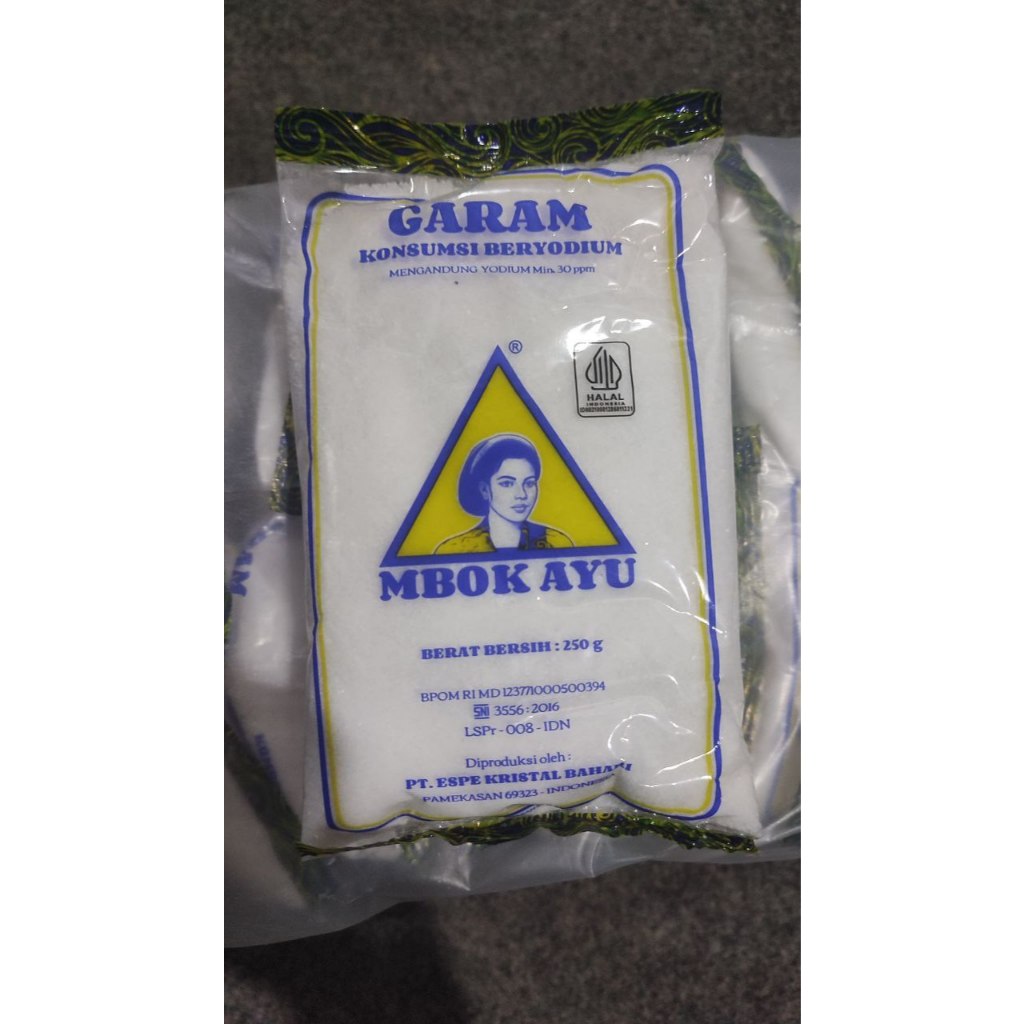 GARAM
KONSUMSI BERYODIUM
MENGANDUNG YODIUM Min. 30 ppm
®
HALAL
INDONESIA
MBOK AYU
BERAT BERSIH : 250 g
BPOM RI MD 123771000500394
SNI 3556 : 2016
LSPr - 008 - IDN
Diproduksi oleh :
PT. ESPE KRISTAL BAHARI
PAMEKASAN 69323 - INDONESIA